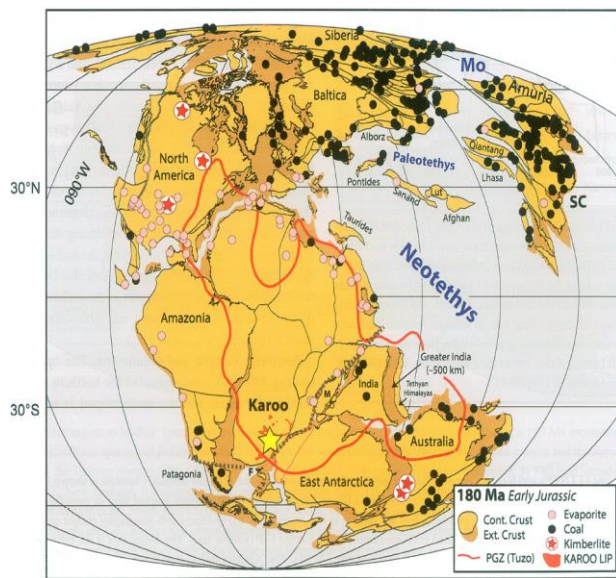 Siberia
Mo
Baltica
Amuria
Alborz
Qiangtang
Paleotethys
North
America
090°W
Lhasa
Pontides
Sanand
Lut
SC
30°N
Afghan
Taurides
Neotethys
Amazonia
Greater India
(~500 km)
India
Tethyan
Himalayas
M
30°S
Karoo
Australia
Patagonia
F
East Antarctica
180 Ma Early Jurassic
Cont. Crust
Ext. Crust
PGZ (Tuzo)
Evaporite
Coal
Kimberlite
KAROO LIP